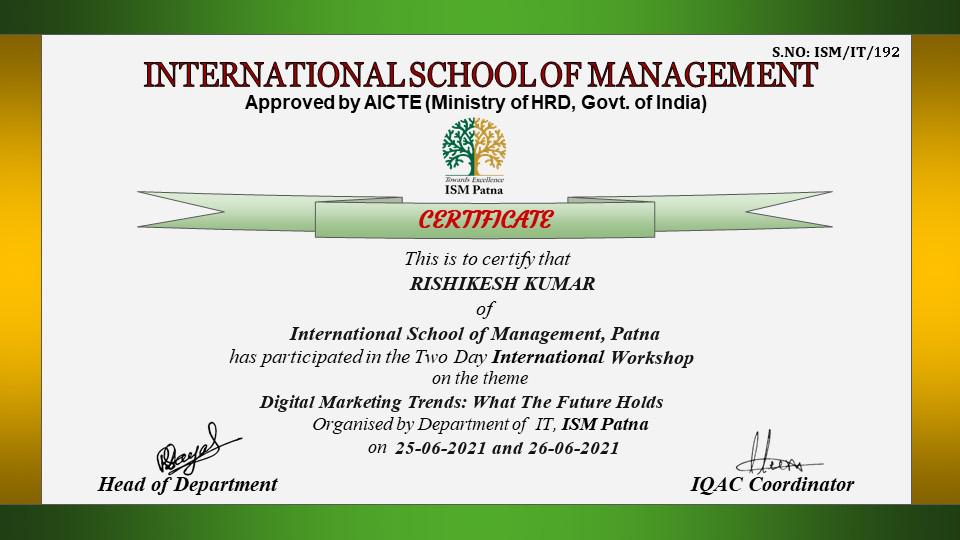 S.NO: ISM/IT/192
INTERNATIONAL SCHOOL OF MANAGEMENT
Approved by AICTE (Ministry of HRD, Govt. of India)
Towards Excellence
ISM Patna
CERTIFICATE
This is to certify that
RISHIKESH KUMAR
of
International School of Management, Patna
has participated in the Two Day International Workshop
on the theme
Digital Marketing Trends: What The Future Holds
Organised by Department of IT, ISM Patna
on 25-06-2021 and 26-06-2021
Head of Department
IQAC Coordinator